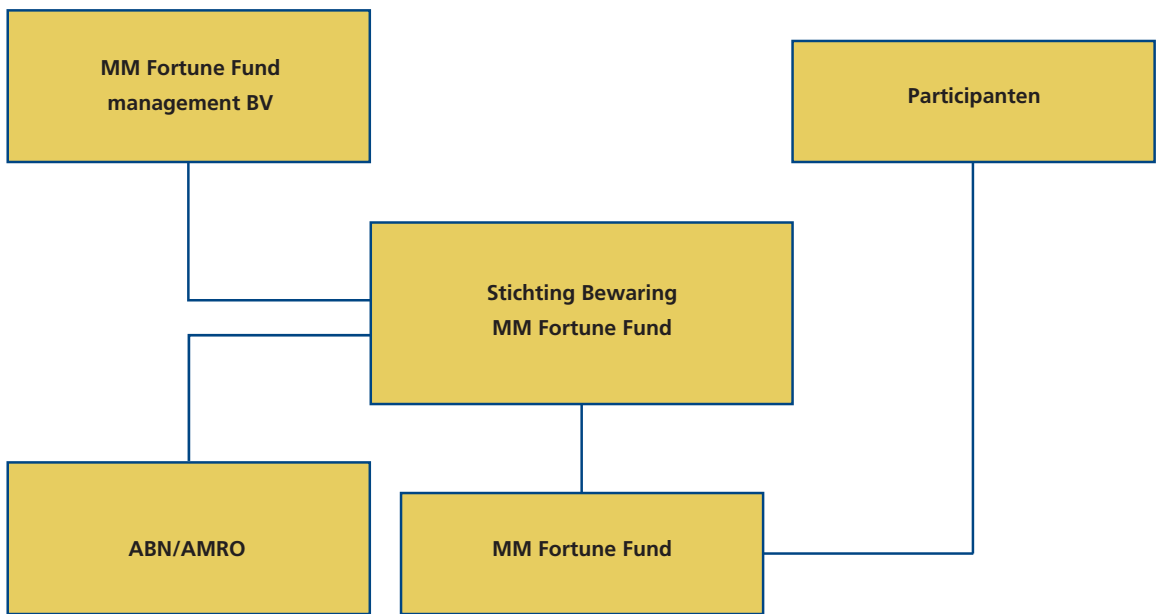 MM Fortune Fund
management BV
Participanten
Stichting Bewaring
MM Fortune Fund
ABN/AMRO
MM Fortune Fund